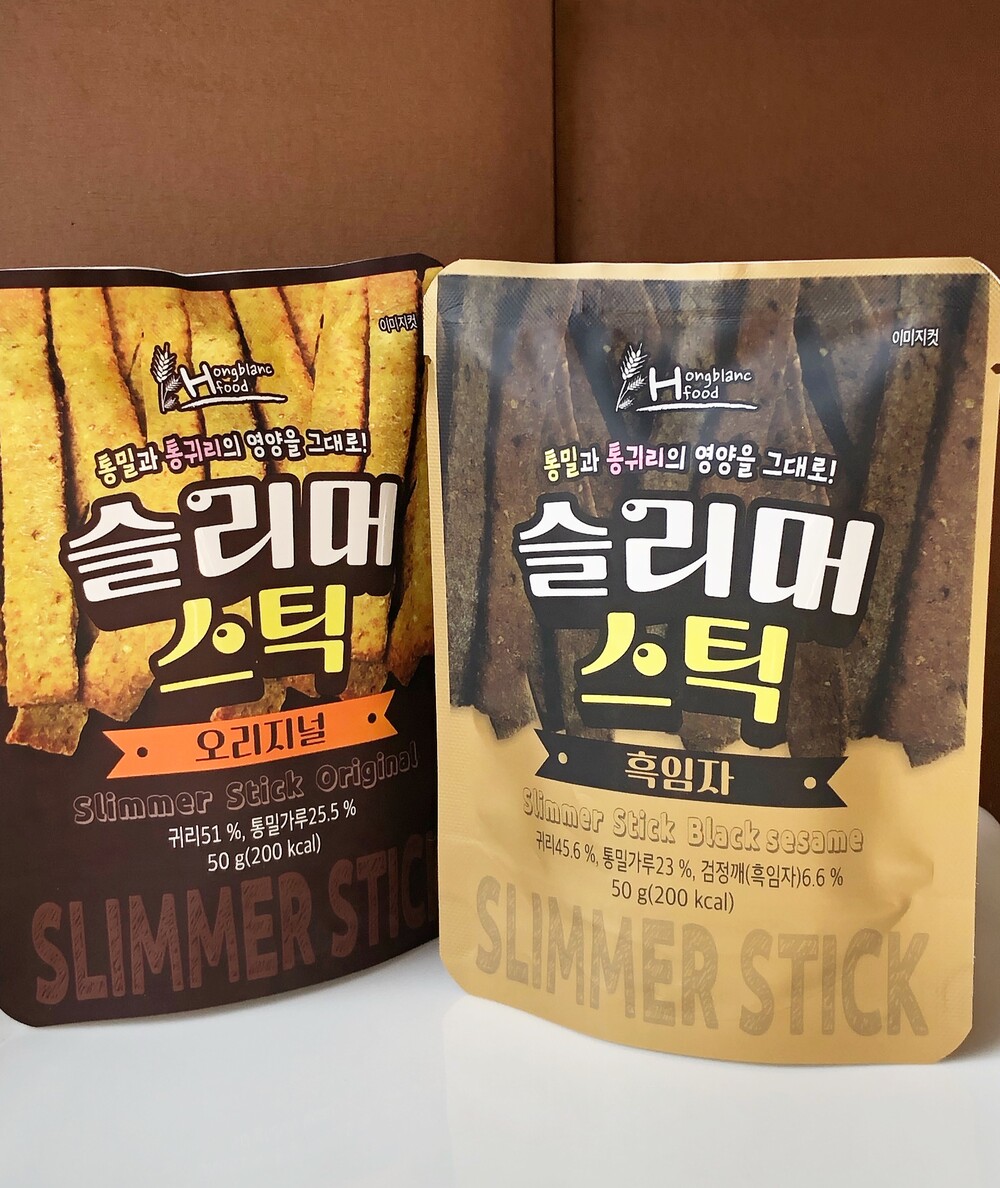 이미지컷
Hongblanc
food
통밀과 통귀리의 영양을 그대로!
슬리머
스틱
오리지널
Slimmer Stick Original
귀리51 %, 통밀가루25.5 %
50 g(200 kcal)
SLIMMER STICK
이미지컷
Hongblanc
food
통밀과 통귀리의 영양을 그대로!
슬리머
스틱
흑임자
Slimmer Stick Black sesame
귀리45.6 %, 통밀가루23 %, 검정깨(흑임자)6.6 %
50 g(200 kcal)
SLIMMER STICK